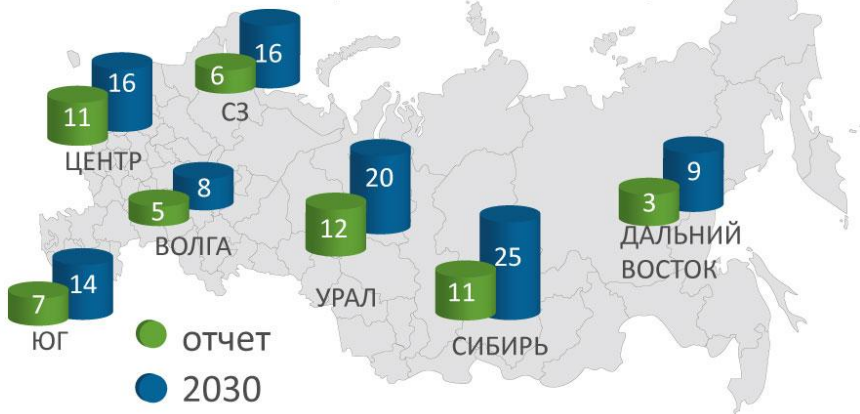 16
6
СЗ
16
11
ЦЕНТР
8
5
ВОЛГА
20
12
УРАЛ
9
3
ДАЛЬНИЙ
ВОСТОК
25
11
СИБИРЬ
14
7
ЮГ
отчет
2030